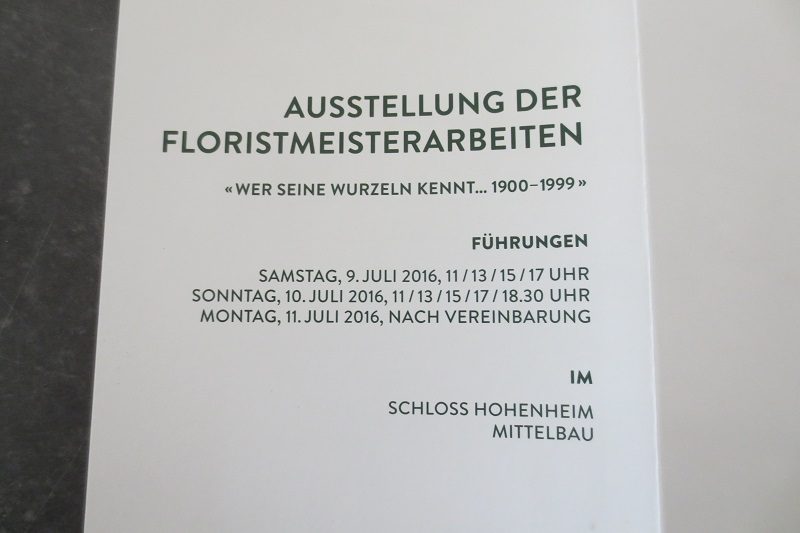 AUSSTELLUNG DER
FLORISTMEISTERARBEITEN
«WER SEINE WURZELN KENNT... 1900–1999»
FÜHRUNGEN
SAMSTAG, 9. JULI 2016, 11 / 13 / 15 / 17 UHR
SONNTAG, 10. JULI 2016, 11 / 13 / 15 / 17 / 18.30 UHR
MONTAG, 11. JULI 2016, NACH VEREINBARUNG
IM
SCHLOSS HOHENHEIM
MITTELBAU